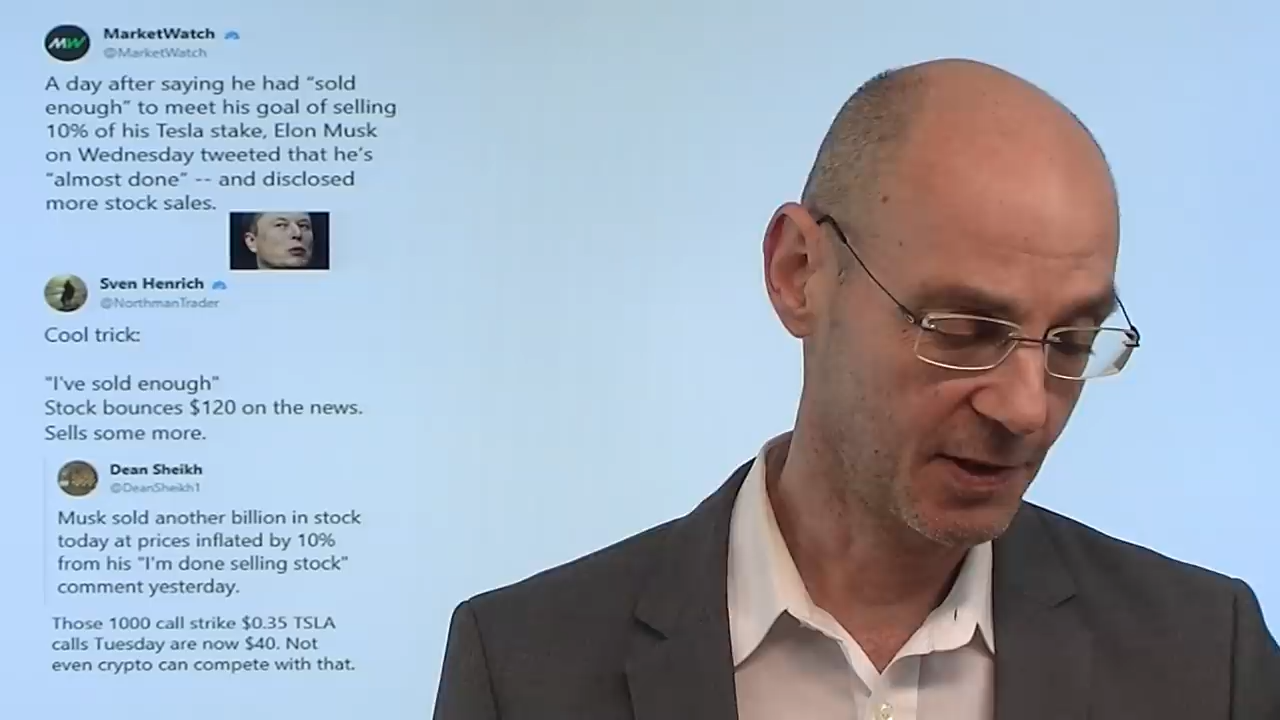 MW
MarketWatch
@MarketWatch
A day after saying he had “sold
enough” to meet his goal of selling
10% of his Tesla stake, Elon Musk
on Wednesday tweeted that he’s
“almost done” -- and disclosed
more stock sales.
Sven Henrich
@NorthmanTrader
Cool trick:
"I've sold enough"
Stock bounces $120 on the news.
Sells some more.
Dean Sheikh
@DeanSheikh1
Musk sold another billion in stock
today at prices inflated by 10%
from his "I'm done selling stock"
comment yesterday.
Those 1000 call strike $0.35 TSLA
calls Tuesday are now $40. Not
even crypto can compete with that.